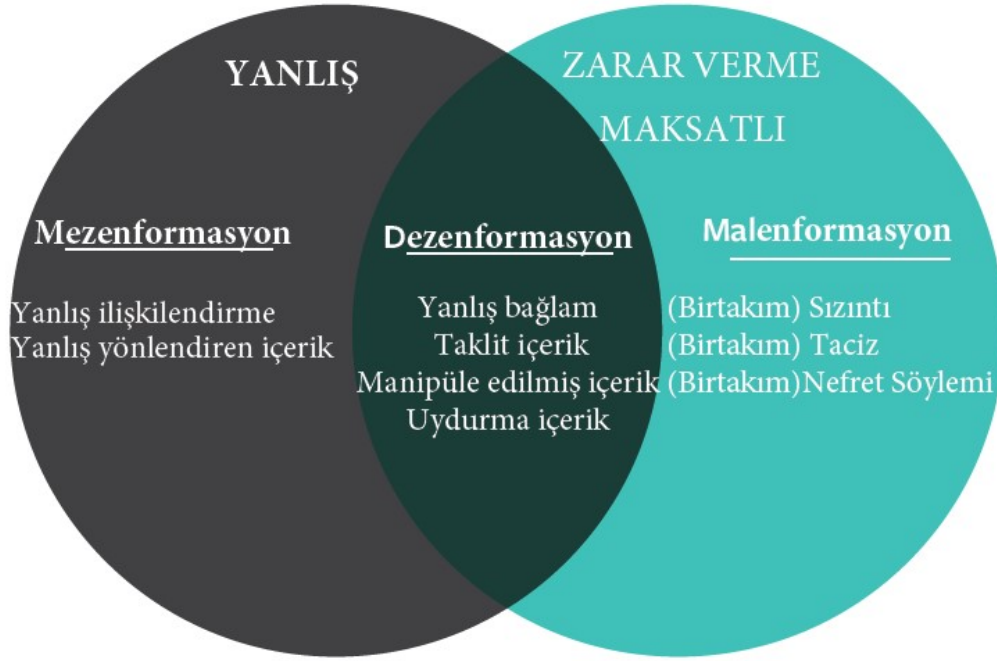 YANLIŞ
ZARAR VERME
MAKSATLI
Mezenformasyon
Yanlış ilişkilendirme
Yanlış yönlendiren içerik
Dezenformasyon
Yanlış bağlam
Taklit içerik
Manipüle edilmiş içerik
Uydurma içerik
Malenformasyon
(Birtakım) Sızıntı
(Birtakım) Taciz
(Birtakım)Nefret Söylemi